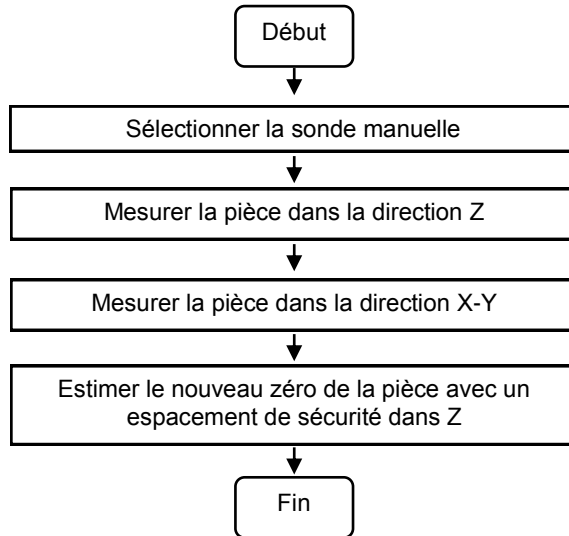 Début
Sélectionner la sonde manuelle
Mesurer la pièce dans la direction Z
Mesurer la pièce dans la direction X-Y
Estimer le nouveau zéro de la pièce avec un
espacement de sécurité dans Z
Fin